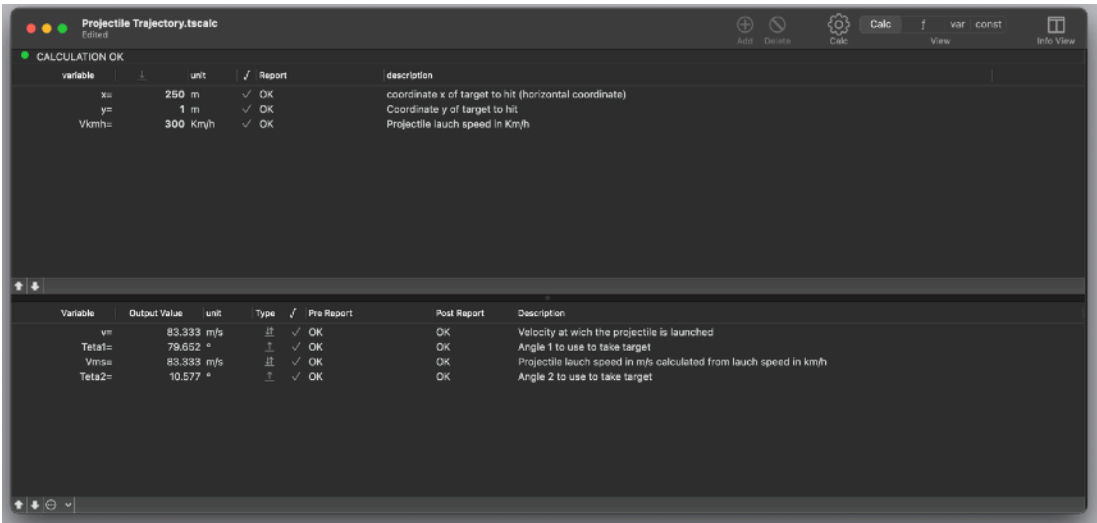 Projectile Trajectory.tscalc
Edited
Add Delete Calc Calc f var const View Info View
CALCULATION OK
variable ↓ unit √ Report description
x= 250 m ✓ OK coordinate x of target to hit (horizontal coordinate)
y= 1 m ✓ OK Coordinate y of target to hit
Vkmh= 300 Km/h ✓ OK Projectile lauch speed in Km/h
Variable Output Value unit Type √ Pre Report Post Report Description
v= 83.333 m/s ✓ OK OK Velocity at wich the projectile is launched
Teta1= 79.652 ° ✓ OK OK Angle 1 to use to take target
Vms= 83.333 m/s ✓ OK OK Projectile lauch speed in m/s calculated from lauch speed in km/h
Teta2= 10.577 ° ✓ OK OK Angle 2 to use to take target